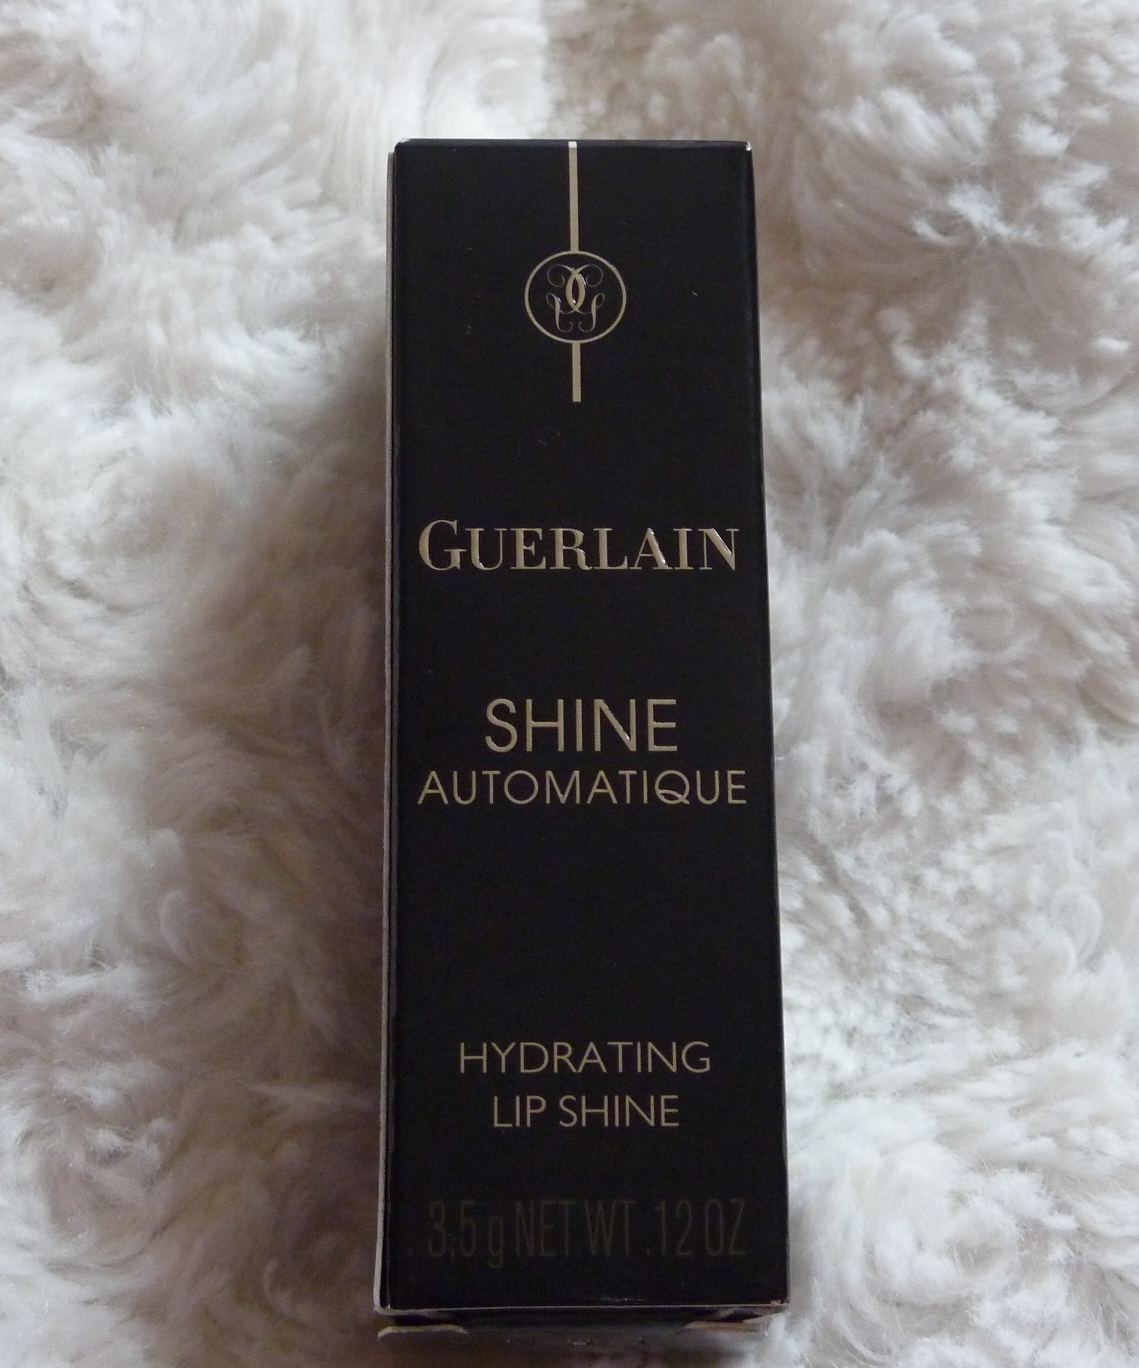 GUERLAIN
SHINE
AUTOMATIQUE
HYDRATING
LIP SHINE
3,5 g NET WT .12 OZ